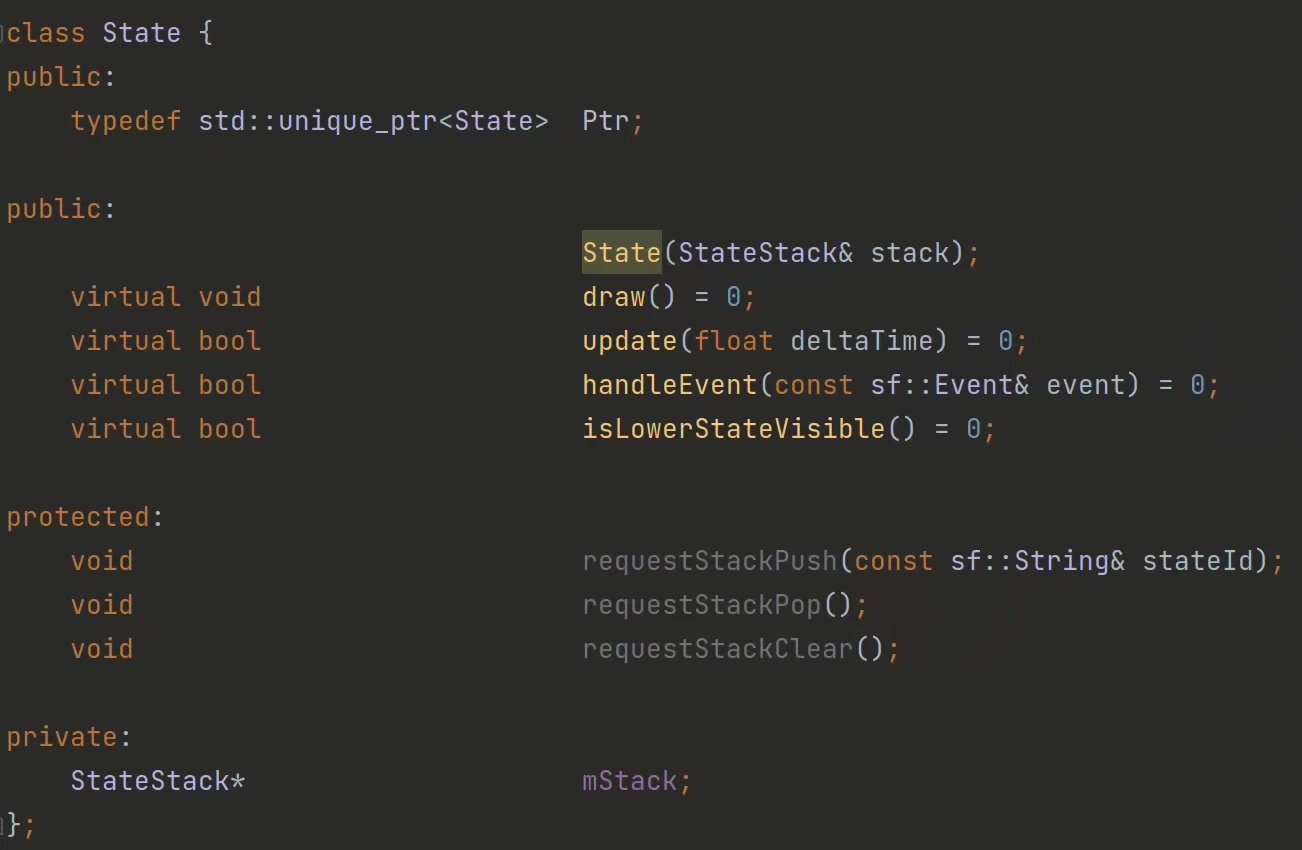 class State {
public:
    typedef std::unique_ptr<State>  Ptr;

public:
                                    State(StateStack& stack);
    virtual void                    draw() = 0;
    virtual bool                    update(float deltaTime) = 0;
    virtual bool                    handleEvent(const sf::Event& event) = 0;
    virtual bool                    isLowerStateVisible() = 0;

protected:
    void                            requestStackPush(const sf::String& stateId);
    void                            requestStackPop();
    void                            requestStackClear();

private:
    StateStack*                     mStack;
};